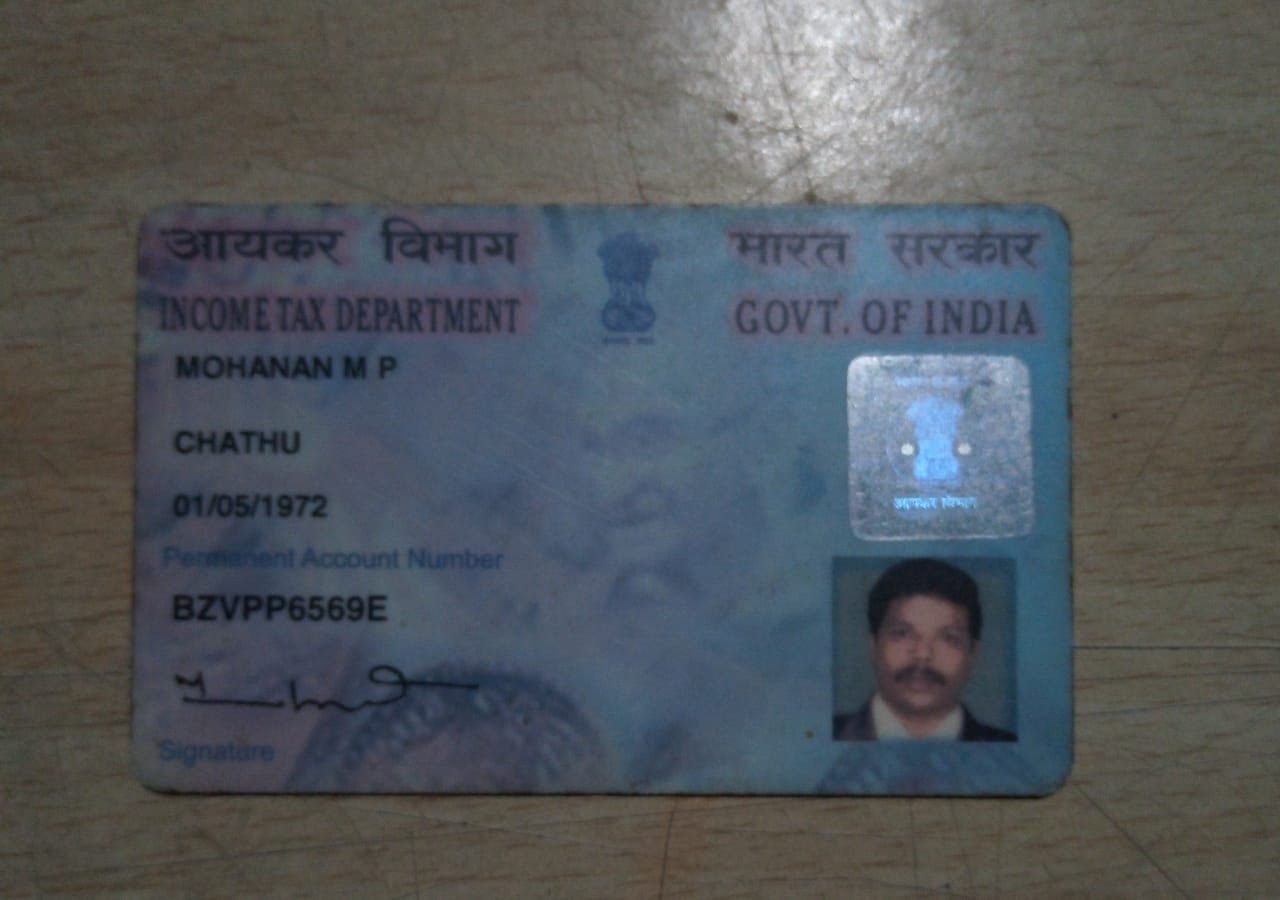 आयकर विभाग भारत सरकार
INCOME TAX DEPARTMENT GOVT. OF INDIA
MOHANAN M P
CHATHU
01/05/1972
Permanent Account Number
BZVPP6569E
Signature
आयकर विभाग